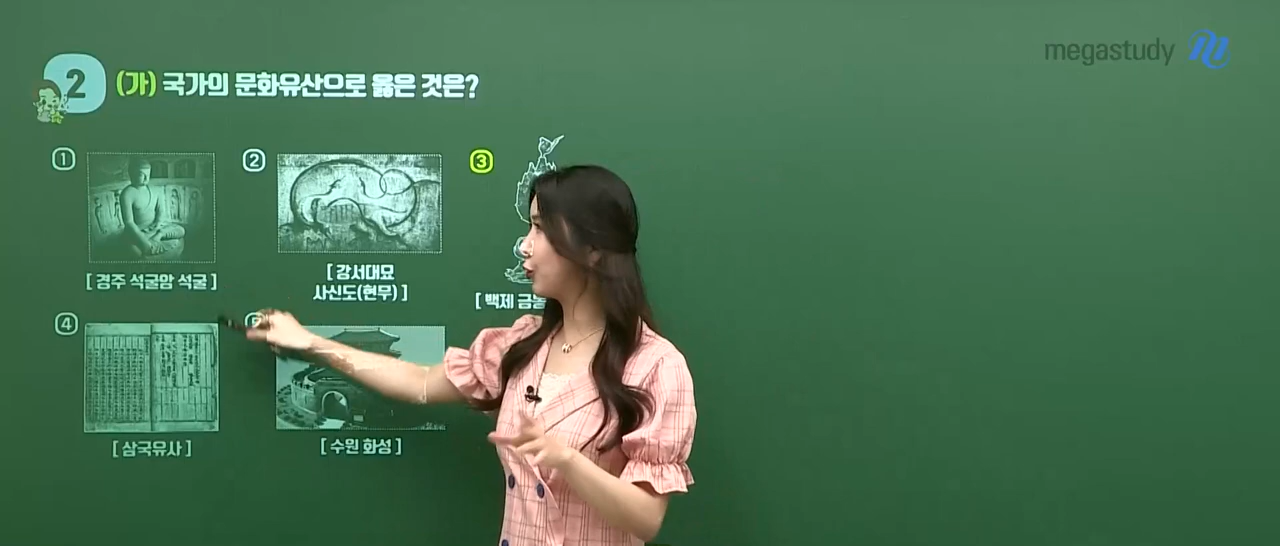 megastudy
2 (가) 국가의 문화유산으로 옳은 것은?
① ② ③
[ 경주 석굴암 석굴 ]
[ 강서대묘
사신도(현무) ]
[ 백제 금동
④
[ 삼국유사 ]
[ 수원 화성 ]